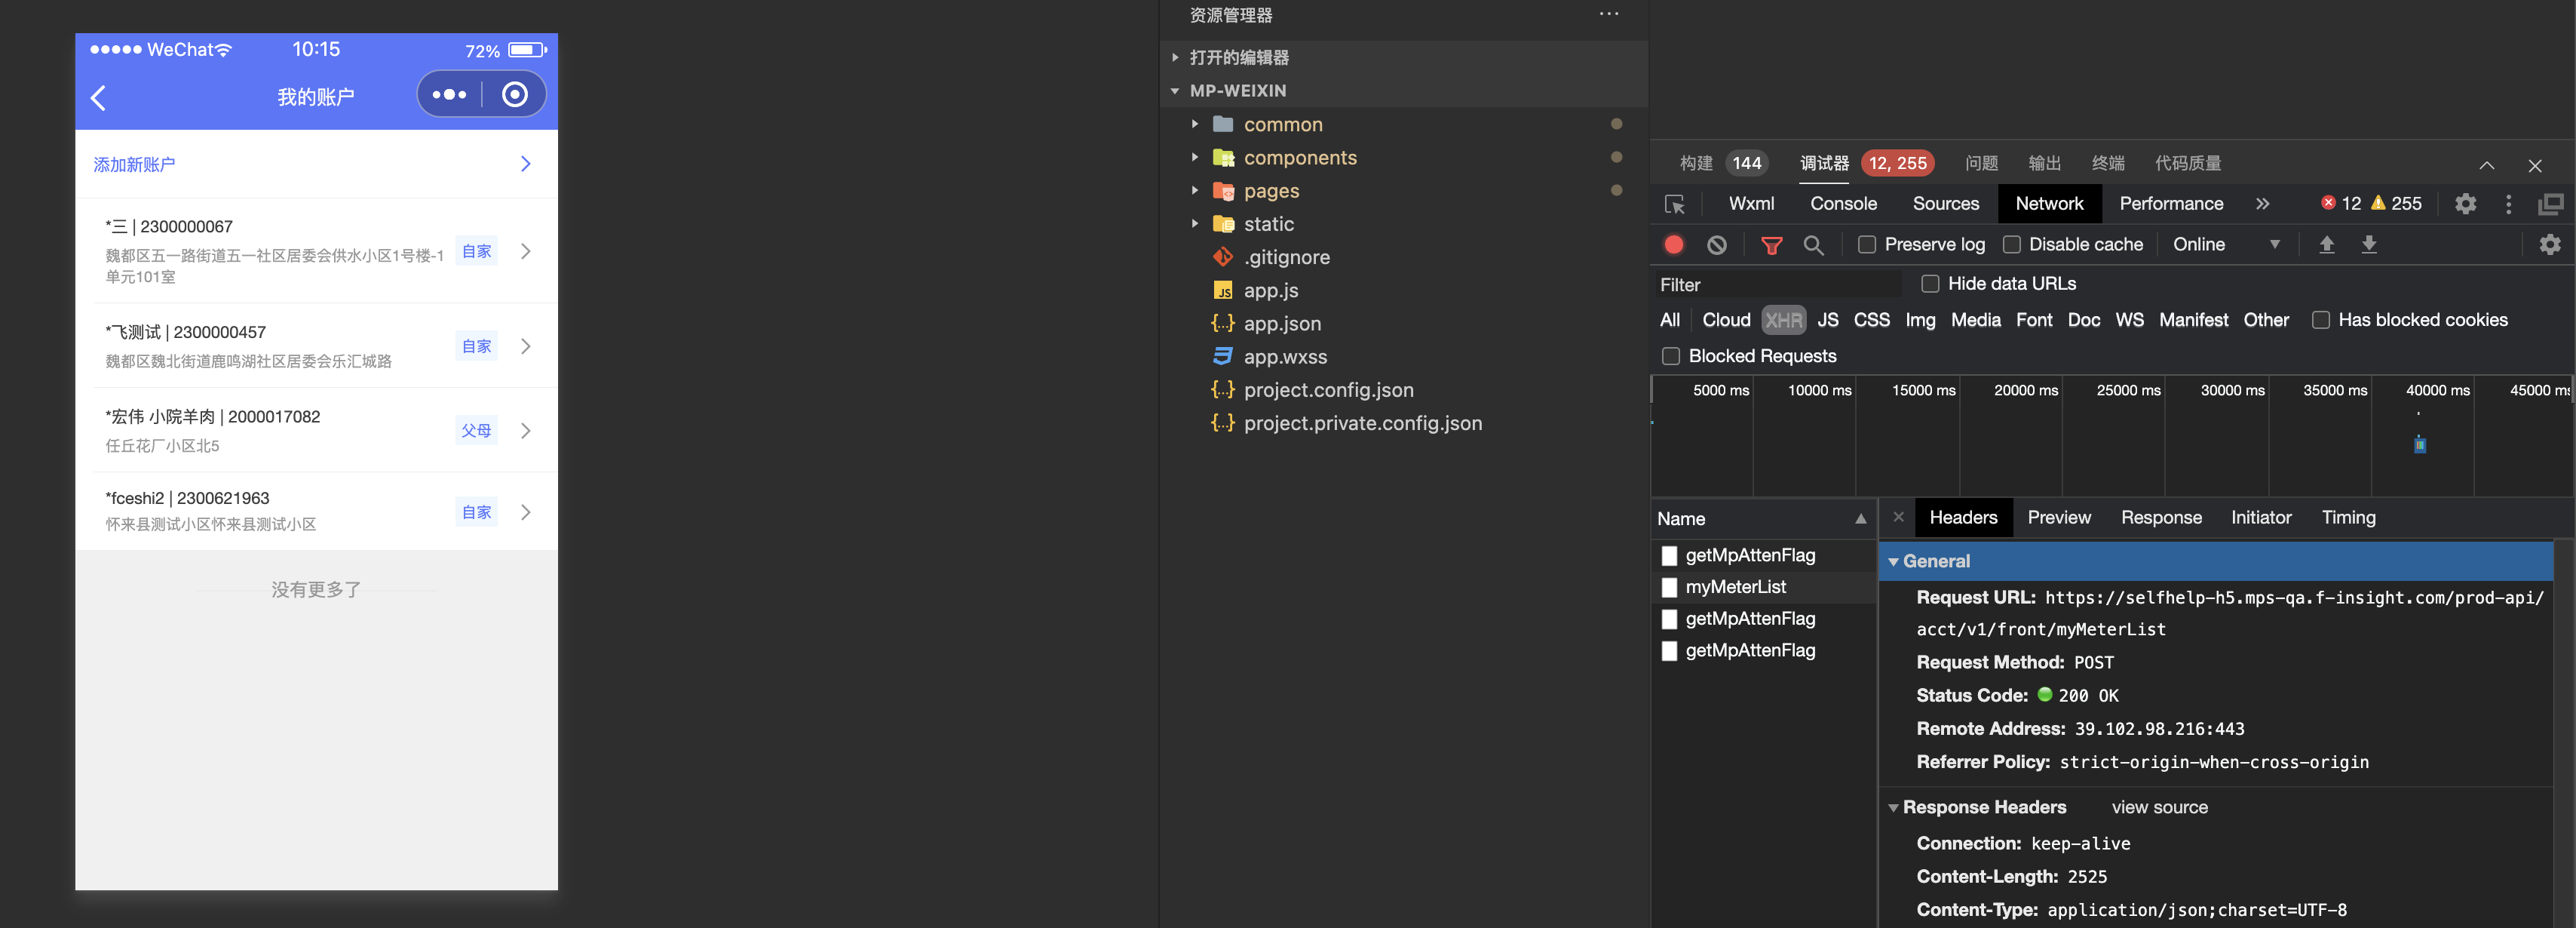 WeChat
10:15
72%
我的账户
添加新账户
*三 | 2300000067
魏都区五一路街道五一社区居委会供水小区1号楼-1
单元101室
自家
*飞测试 | 2300000457
魏都区魏北街道鹿鸣湖社区居委会乐汇城路
自家
*宏伟 小院羊肉 | 2000017082
任丘花厂小区北5
父母
*fceshi2 | 2300621963
怀来县测试小区怀来县测试小区
自家
没有更多了
资源管理器
打开的编辑器
MP-WEIXIN
common
components
pages
static
.gitignore
app.js
app.json
app.wxss
project.config.json
project.private.config.json
构建 144 调试器 12, 255 问题 输出 终端 代码质量
Wxml Console Sources Network Performance 12 255
Preserve log Disable cache Online
Filter Hide data URLs
All Cloud XHR JS CSS Img Media Font Doc WS Manifest Other Has blocked cookies
Blocked Requests
5000 ms 10000 ms 15000 ms 20000 ms 25000 ms 30000 ms 35000 ms 40000 ms 45000 ms
Name
getMpAttenFlag
myMeterList
getMpAttenFlag
getMpAttenFlag
Headers Preview Response Initiator Timing
General
Request URL: https://selfhelp-h5.mps-qa.f-insight.com/prod-api/
acct/v1/front/myMeterList
Request Method: POST
Status Code: 200 OK
Remote Address: 39.102.98.216:443
Referrer Policy: strict-origin-when-cross-origin
Response Headers view source
Connection: keep-alive
Content-Length: 2525
Content-Type: application/json;charset=UTF-8